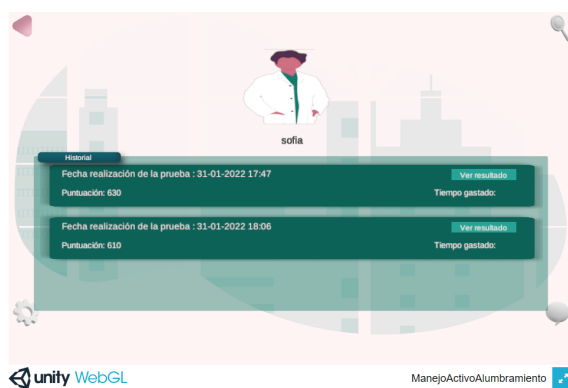 sofia
Historial
Fecha realización de la prueba : 31-01-2022 17:47
Ver resultado
Puntuación: 630
Tiempo gastado:
Fecha realización de la prueba : 31-01-2022 18:06
Ver resultado
Puntuación: 610
Tiempo gastado:
unity WebGL
ManejoActivoAlumbramiento